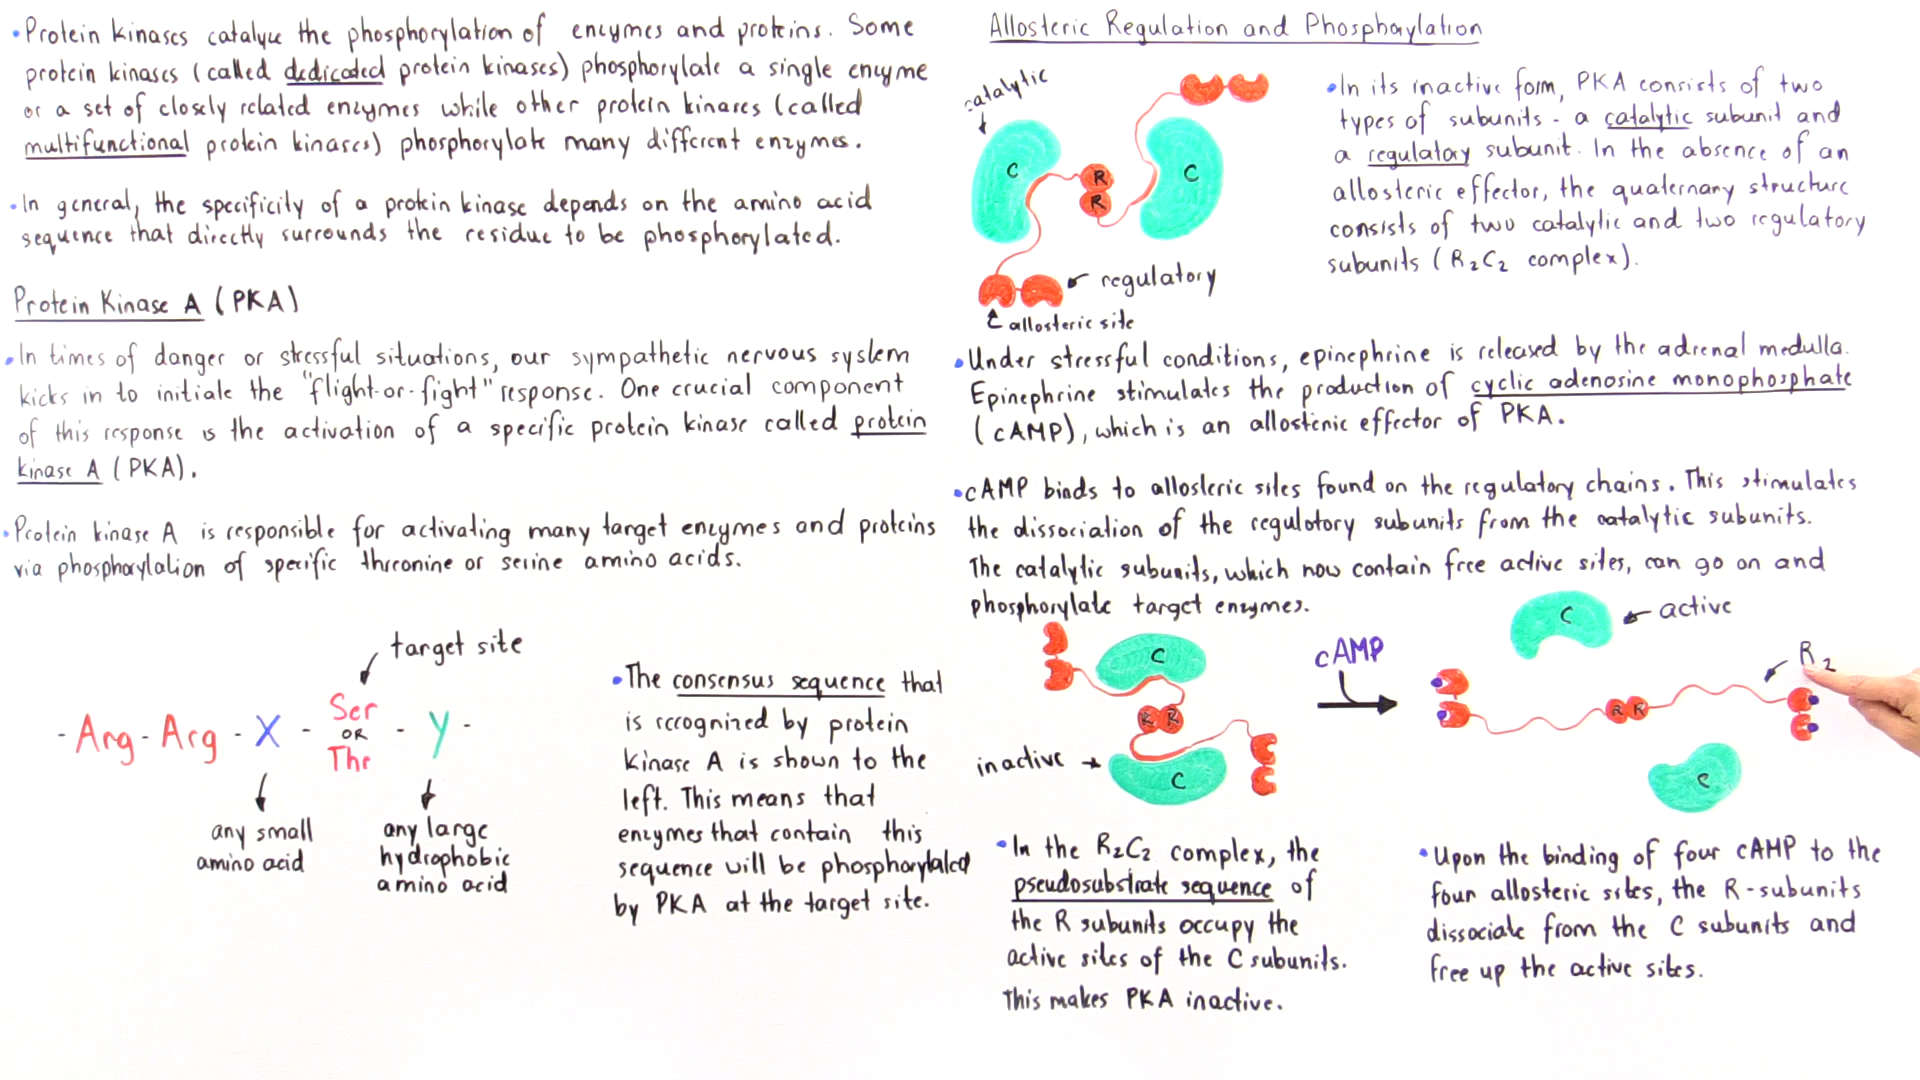 •Protein kinases catalyze the phosphorylation of enzymes and proteins. Some
protein kinases (called dedicated protein kinases) phosphorylate a single enzyme
or a set of closely related enzymes while other protein kinases (called
multifunctional protein kinases) phosphorylate many different enzymes.
•In general, the specificity of a protein kinase depends on the amino acid
sequence that directly surrounds the residue to be phosphorylated.
Protein Kinase A (PKA)
•In times of danger or stressful situations, our sympathetic nervous system
kicks in to initiate the "flight-or-fight" response. One crucial component
of this response is the activation of a specific protein kinase called protein
kinase A (PKA).
•Protein kinase A is responsible for activating many target enzymes and proteins
via phosphorylation of specific threonine or serine amino acids.
target site
- Arg - Arg - X - Ser OR Thr - Y -
any small
amino acid
any large
hydrophobic
amino acid
•The consensus sequence that
is recognized by protein
kinase A is shown to the
left. This means that
enzymes that contain this
sequence will be phosphorylated
by PKA at the target site.
Allosteric Regulation and Phosphorylation
catalytic
C
R
R
C
regulatory
allosteric site
•In its inactive form, PKA consists of two
types of subunits - a catalytic subunit and
a regulatory subunit. In the absence of an
allosteric effector, the quaternary structure
consists of two catalytic and two regulatory
subunits (R2C2 complex).
•Under stressful conditions, epinephrine is released by the adrenal medulla.
Epinephrine stimulates the production of cyclic adenosine monophosphate
(cAMP), which is an allosteric effector of PKA.
•cAMP binds to allosteric sites found on the regulatory chains. This stimulates
the dissociation of the regulatory subunits from the catalytic subunits.
The catalytic subunits, which now contain free active sites, can go on and
phosphorylate target enzymes.
C
R R
C
inactive
cAMP
C
active
R2
R R
C
•In the R2C2 complex, the
pseudosubstrate sequence of
the R subunits occupy the
active sites of the C subunits.
This makes PKA inactive.
•Upon the binding of four cAMP to the
four allosteric sites, the R-subunits
dissociate from the C subunits and
free up the active sites.